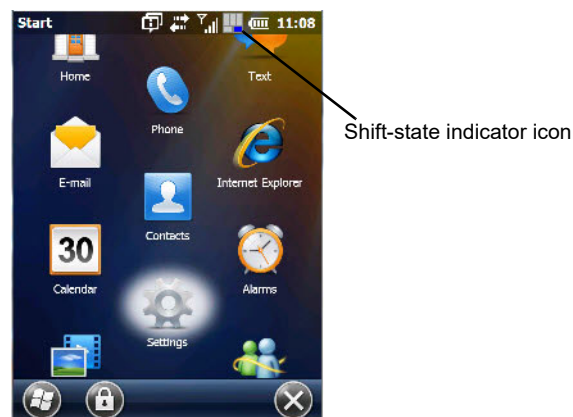 Start 11:08
Home
Text
Phone
Shift-state indicator icon
E-mail
Internet Explorer
Contacts
30
Calendar
Alarms
Settings